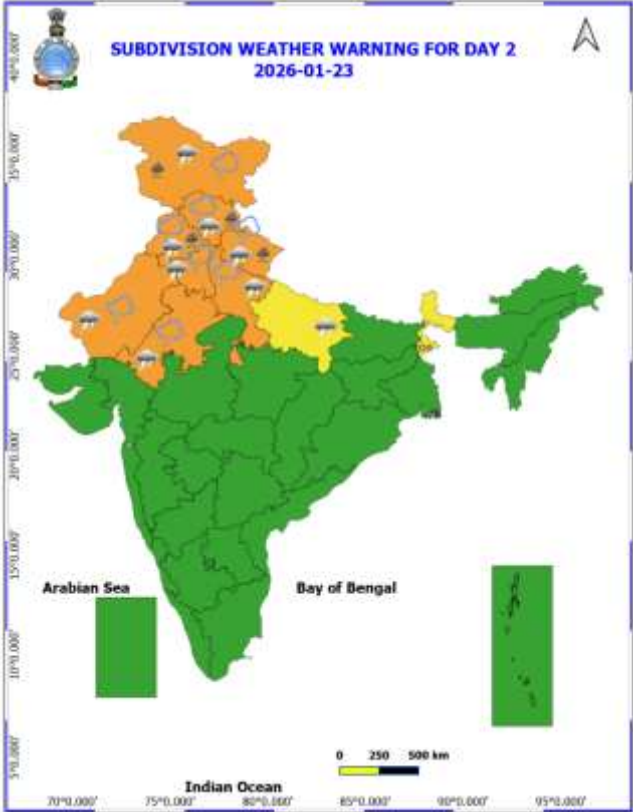 SUBDIVISION WEATHER WARNING FOR DAY 2
2026-01-23
40°0.000'
35°0.000'
30°0.000'
25°0.000'
20°0.000'
15°0.000'
10°0.000'
5°0.000'
Arabian Sea
Bay of Bengal
0 250 500 km
Indian Ocean
70°0.000' 75°0.000' 80°0.000' 85°0.000' 90°0.000' 95°0.000'